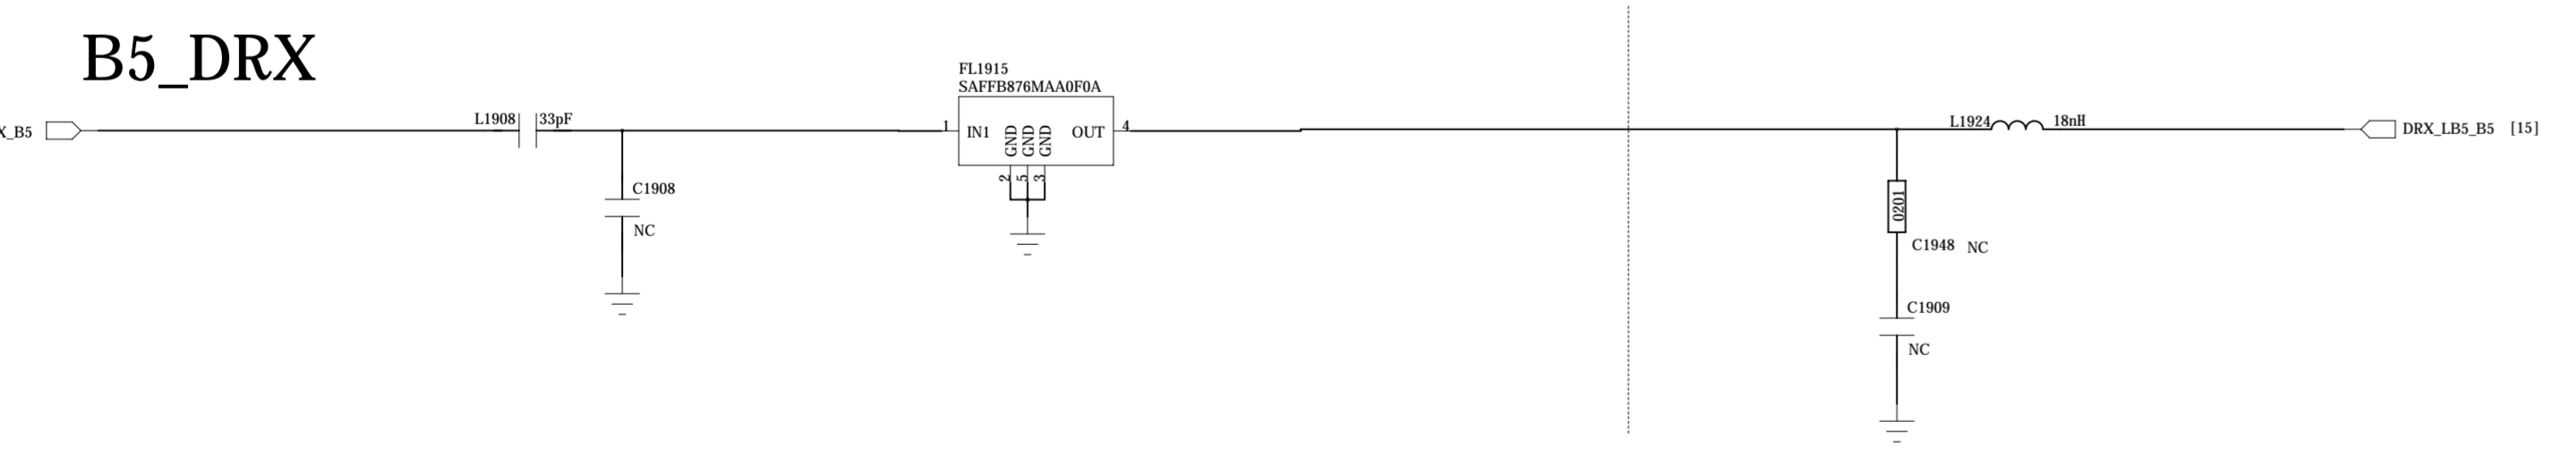 B5_DRX
X_B5
L1908 33pF
C1908
NC
FL1915
SAFFB876MAA0F0A
1 IN1 GND GND GND OUT 4
2 5 3
L1924 18nH
DRX_LB5_B5 [15]
0201
C1948 NC
C1909
NC